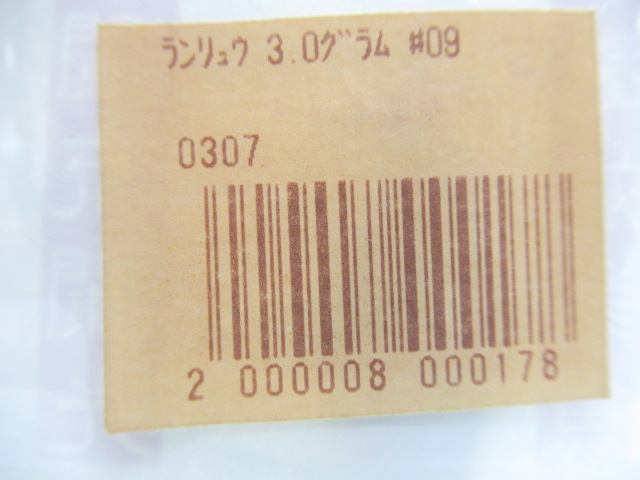 ﾗﾝﾘｭｳ 3.0ｸﾞﾗﾑ #09
0307
2 000008 000178